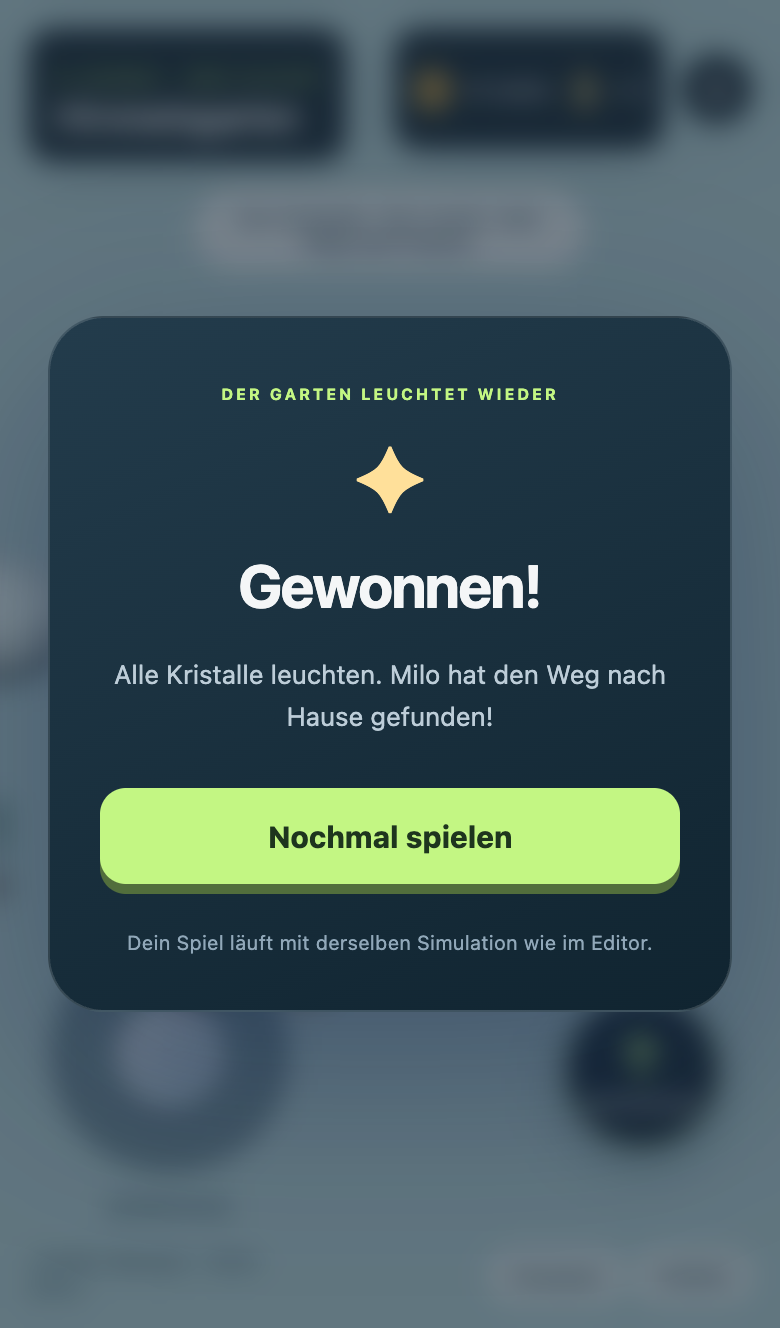 DER GARTEN LEUCHTET WIEDER
Gewonnen!
Alle Kristalle leuchten. Milo hat den Weg nach
Hause gefunden!
Nochmal spielen
Dein Spiel läuft mit derselben Simulation wie im Editor.